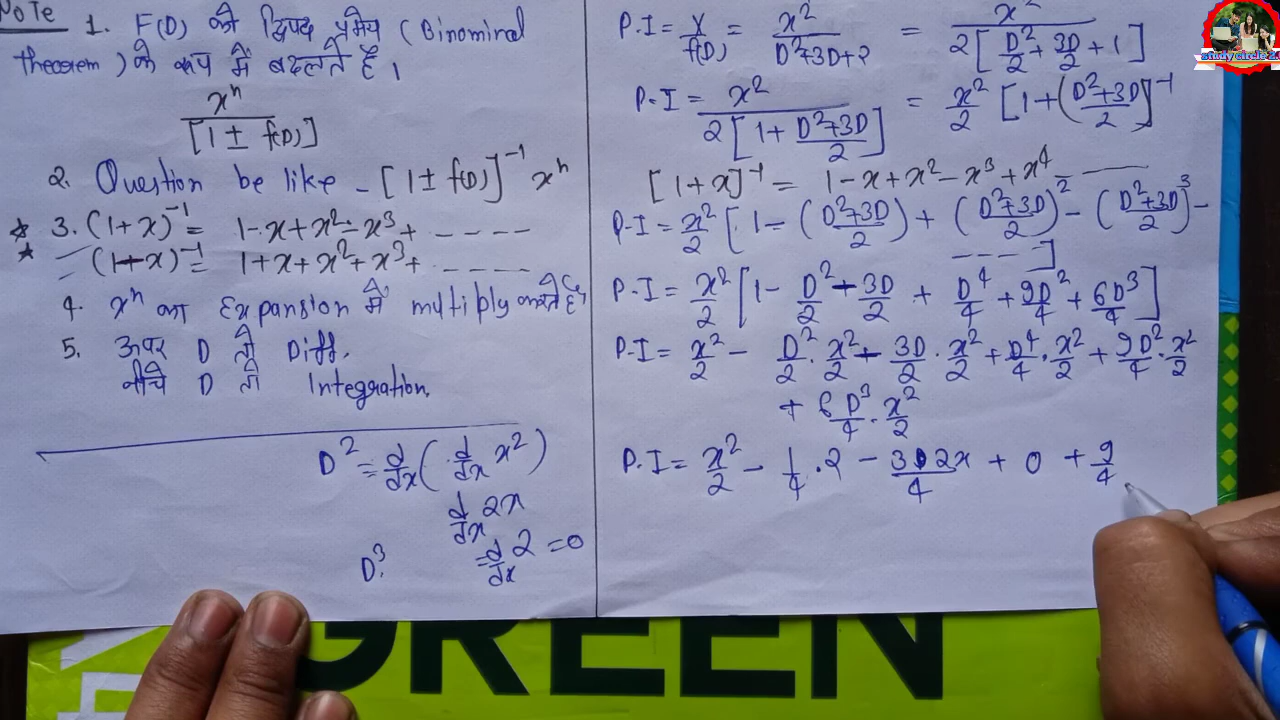 NoTe
1. F(D) को द्विपद प्रमेय (Binominal
theorem) के रूप में बदलते है।
x^n / [1 ± f(D)]
2. Question be like - [1 ± f(D)]^-1 x^n
* 3. (1+x)^-1 = 1-x+x^2-x^3+ -----
* (1-x)^-1 = 1+x+x^2+x^3+ -----
4. x^n का Expansion में multiply करते है।
5. ऊपर D तो Diff.
नीचे D तो Integration.
D^2 = d/dx ( d/dx x^2 )
d/dx 2x
= d/dx 2 = 0
D^3
P.I = X/f(D) = x^2/(D^2+3D+2) = x^2/(2[D^2/2 + 3D/2 + 1])
P.I = x^2/(2[1 + (D^2+3D)/2]) = x^2/2 [1+((D^2+3D)/2)]^-1
[1+x]^-1 = 1-x+x^2-x^3+x^4 - ----
P.I = x^2/2 [1 - ((D^2+3D)/2) + ((D^2+3D)/2)^2 - ((D^2+3D)/2)^3 -
---- ]
P.I = x^2/2 [1 - D^2/2 - 3D/2 + D^4/4 + 9D^2/4 + 6D^3/4]
P.I = x^2/2 - D^2/2 . x^2/2 - 3D/2 . x^2/2 + D^4/4 . x^2/2 + 9D^2/4 . x^2/2
+ 6D^3/4 . x^2/2
P.I = x^2/2 - 1/4 . 2 - 3 2x/4 + 0 + 9/4
study circle 2.
GREEN